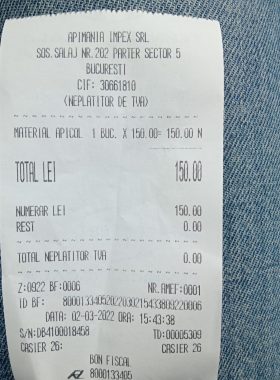 APIMANIA IMPEX SRL
SOS. SALAJ NR.202 PARTER SECTOR 5
BUCURESTI
CIF: 30661810
(NEPLATITOR DE TVA)
MATERIAL APICOL 1 BUC. X 150.00= 150.00 N
TOTAL LEI 150.00
NUMERAR LEI 150.00
REST 0.00
TOTAL NEPLATITOR TVA 0.00
Z:0922 BF:0006 NR.AMEF:0001
ID BF: 80001334052022030215433809220006
DATA: 02-03-2022 ORA: 15:43:38
S/N:DB4100018458 TD:00005309
CASIER 26: CASIER 26
BON FISCAL
8000133405